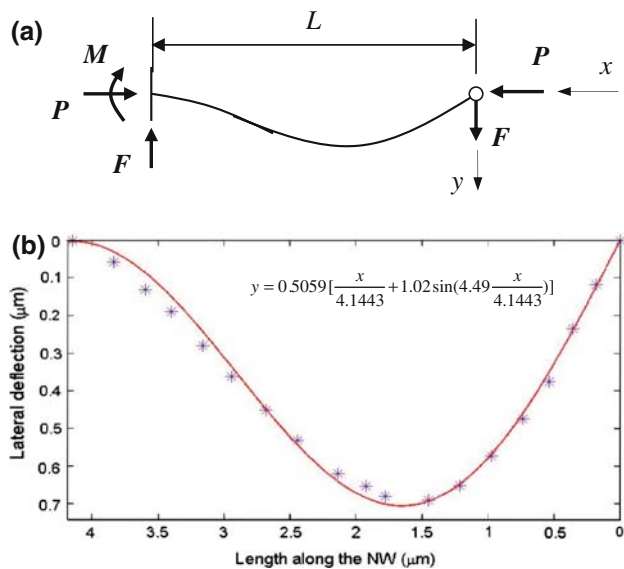 (a)
L
M
P
P
x
F
F
y
(b)
y = 0.5059[x/4.1443 + 1.02 sin(4.49 x/4.1443)]
Lateral deflection (μm)
0
0.1
0.2
0.3
0.4
0.5
0.6
0.7
4 3.5 3 2.5 2 1.5 1 0.5 0
Length along the NW (μm)